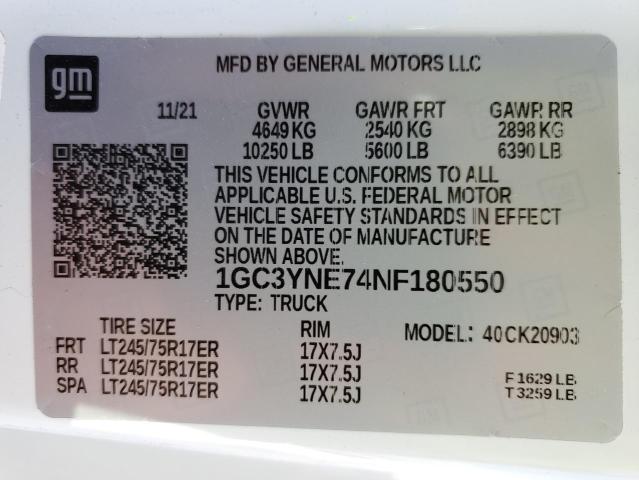 gm
MFD BY GENERAL MOTORS LLC
11/21 GVWR GAWR FRT GAWR RR
4649 KG 2540 KG 2898 KG
10250 LB 5600 LB 6390 LB
THIS VEHICLE CONFORMS TO ALL
APPLICABLE U.S. FEDERAL MOTOR
VEHICLE SAFETY STANDARDS IN EFFECT
ON THE DATE OF MANUFACTURE
SHOWN ABOVE.
1GC3YNE74NF180550
TYPE: TRUCK
TIRE SIZE RIM MODEL: 40CK20903
FRT LT245/75R17ER 17X7.5J
RR LT245/75R17ER 17X7.5J
SPA LT245/75R17ER 17X7.5J
F 1629 LB
T 3259 LB